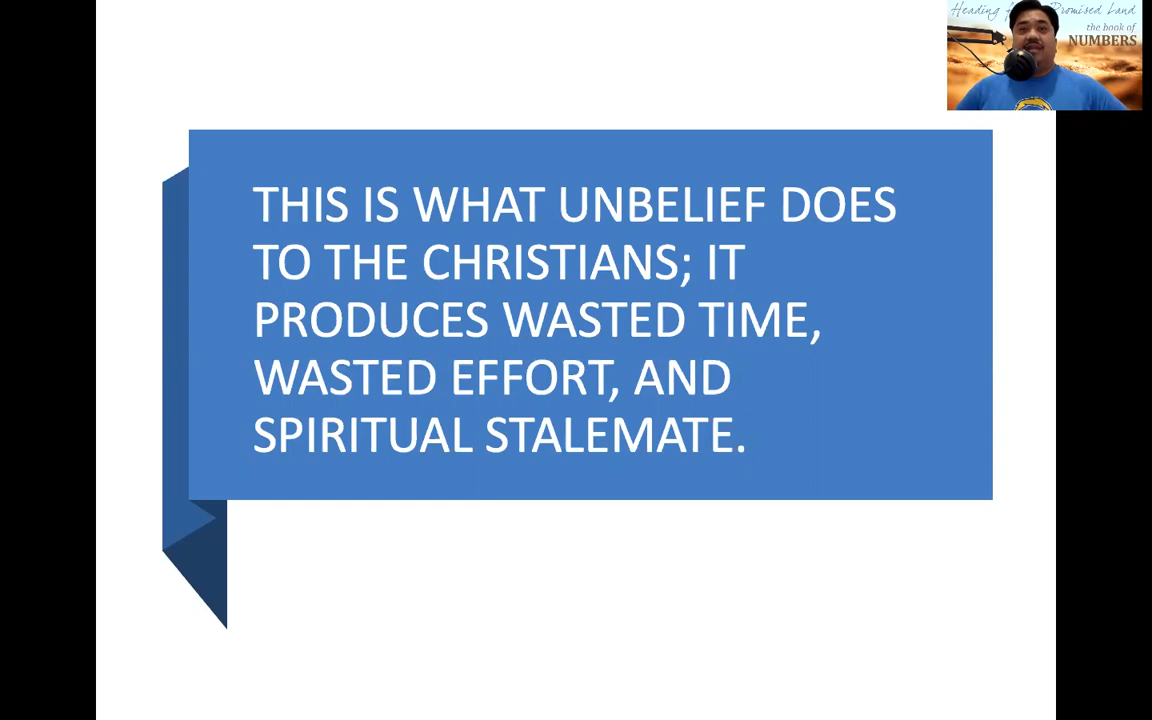 Heading Promised Land
the book of
NUMBERS
THIS IS WHAT UNBELIEF DOES
TO THE CHRISTIANS; IT
PRODUCES WASTED TIME,
WASTED EFFORT, AND
SPIRITUAL STALEMATE.